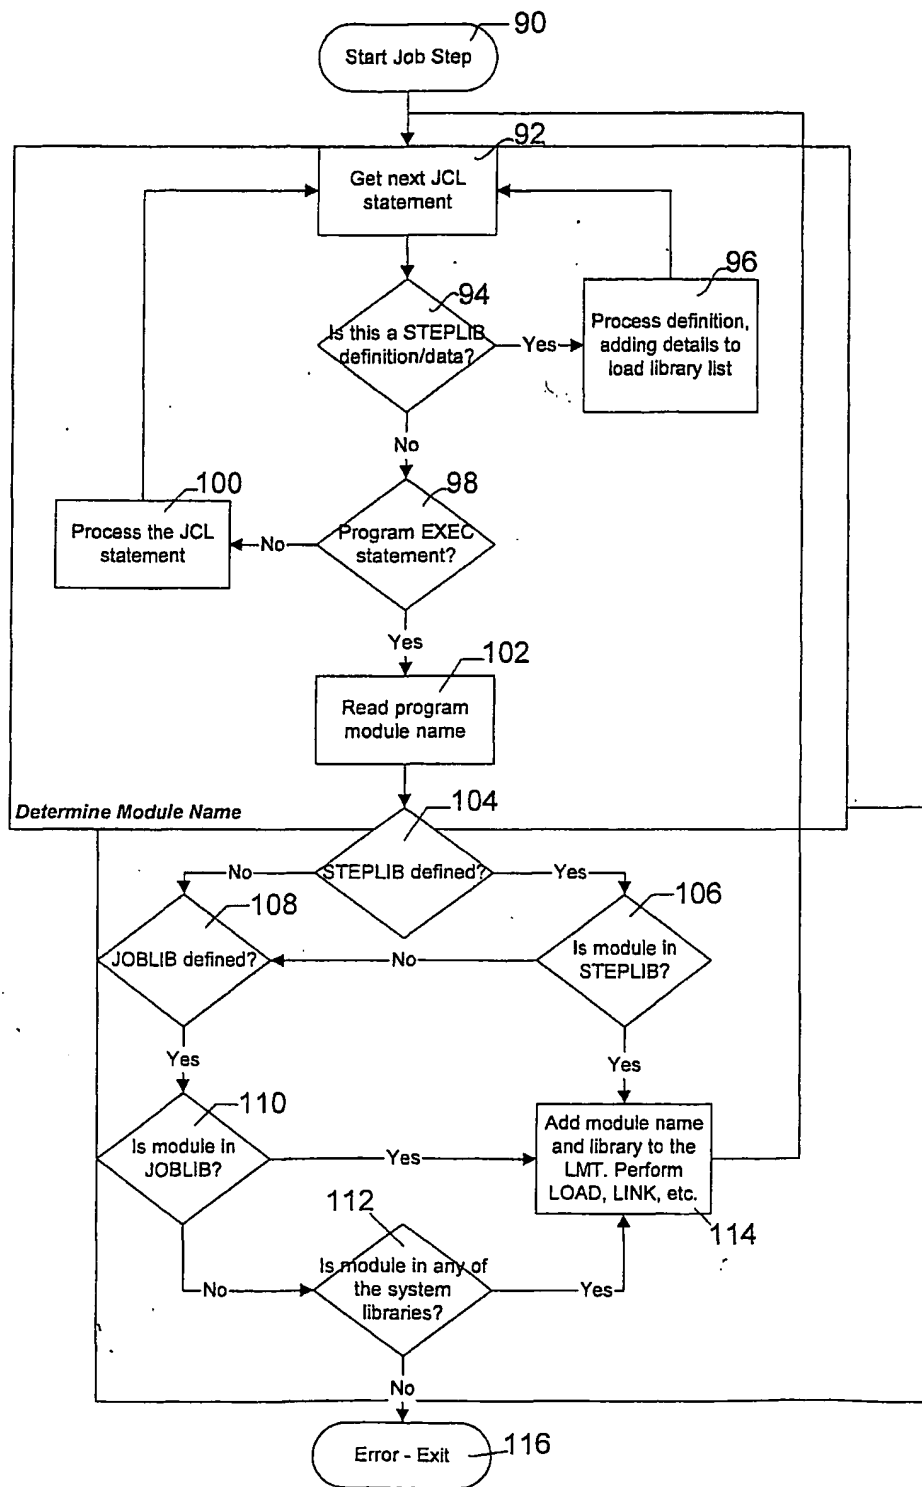 90
Start Job Step
92
Get next JCL
statement
94
Is this a STEPLIB
definition/data?
Yes
96
Process definition,
adding details to
load library list
No
98
Program EXEC
statement?
No
100
Process the JCL
statement
Yes
102
Read program
module name
Determine Module Name
104
STEPLIB defined?
No
Yes
108
JOBLIB defined?
106
Is module in
STEPLIB?
No
Yes
Yes
110
Is module in
JOBLIB?
Yes
Add module name
and library to the
LMT. Perform
LOAD, LINK, etc.
114
112
Is module in any of
the system
libraries?
No
Yes
No
Error - Exit
116